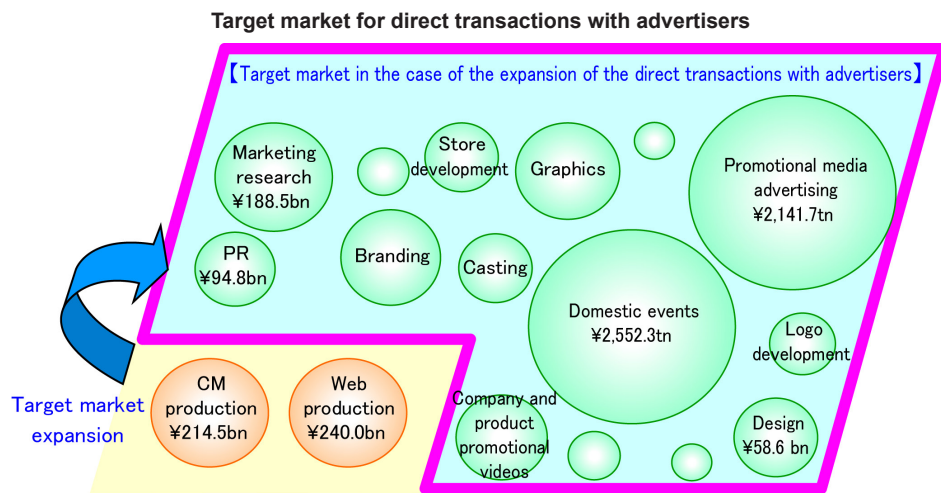 Target market for direct transactions with advertisers
【Target market in the case of the expansion of the direct transactions with advertisers】
Marketing
research
¥188.5bn
Store
development
Graphics
Promotional media
advertising
¥2,141.7tn
PR
¥94.8bn
Branding
Casting
Domestic events
¥2,552.3tn
Logo
development
Target market
expansion
CM
production
¥214.5bn
Web
production
¥240.0bn
Company and
product
promotional
videos
Design
¥58.6 bn